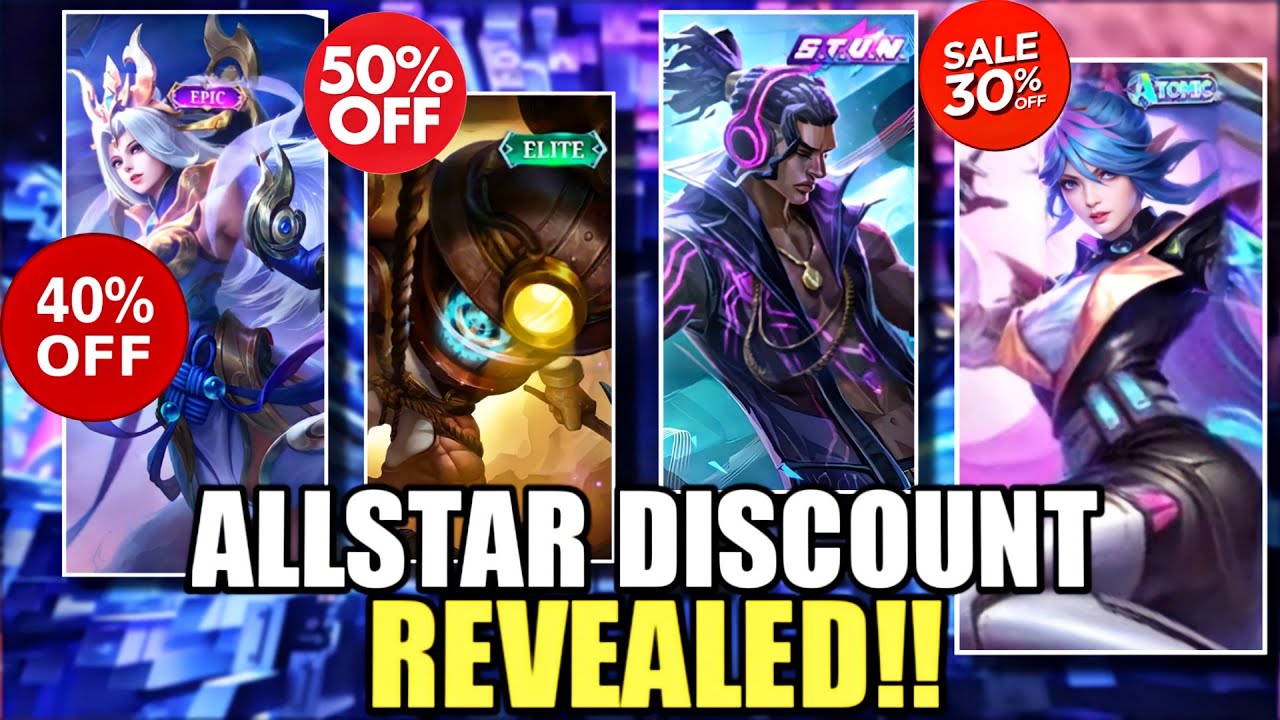 EPIC
40%
OFF
50%
OFF
ELITE
S.T.U.N.
SALE
30%
OFF
ATOMIC
ALLSTAR DISCOUNT
REVEALED!!